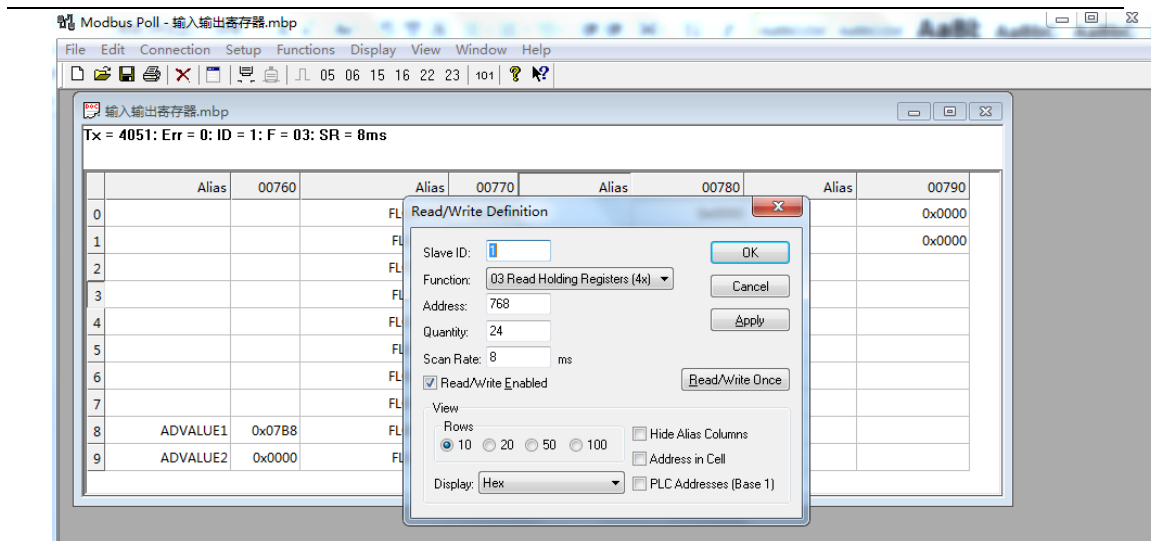 Modbus Poll - 输入输出寄存器.mbp
File Edit Connection Setup Functions Display View Window Help
05 06 15 16 22 23 101
输入输出寄存器.mbp
Tx = 4051: Err = 0: ID = 1: F = 03: SR = 8ms
Alias 00760 Alias 00770 Alias 00780 Alias 00790
0 FL 0x0000
1 FL 0x0000
2 FL
3 FL
4 FL
5 FL
6 FL
7 FL
8 ADVALUE1 0x07B8 FL
9 ADVALUE2 0x0000 FL
Read/Write Definition
Slave ID: 1
OK
Function: 03 Read Holding Registers (4x)
Cancel
Address: 768
Apply
Quantity: 24
Scan Rate: 8 ms
Read/Write Enabled
Read/Write Once
View
Rows
10 20 50 100
Hide Alias Columns
Address in Cell
Display: Hex
PLC Addresses (Base 1)